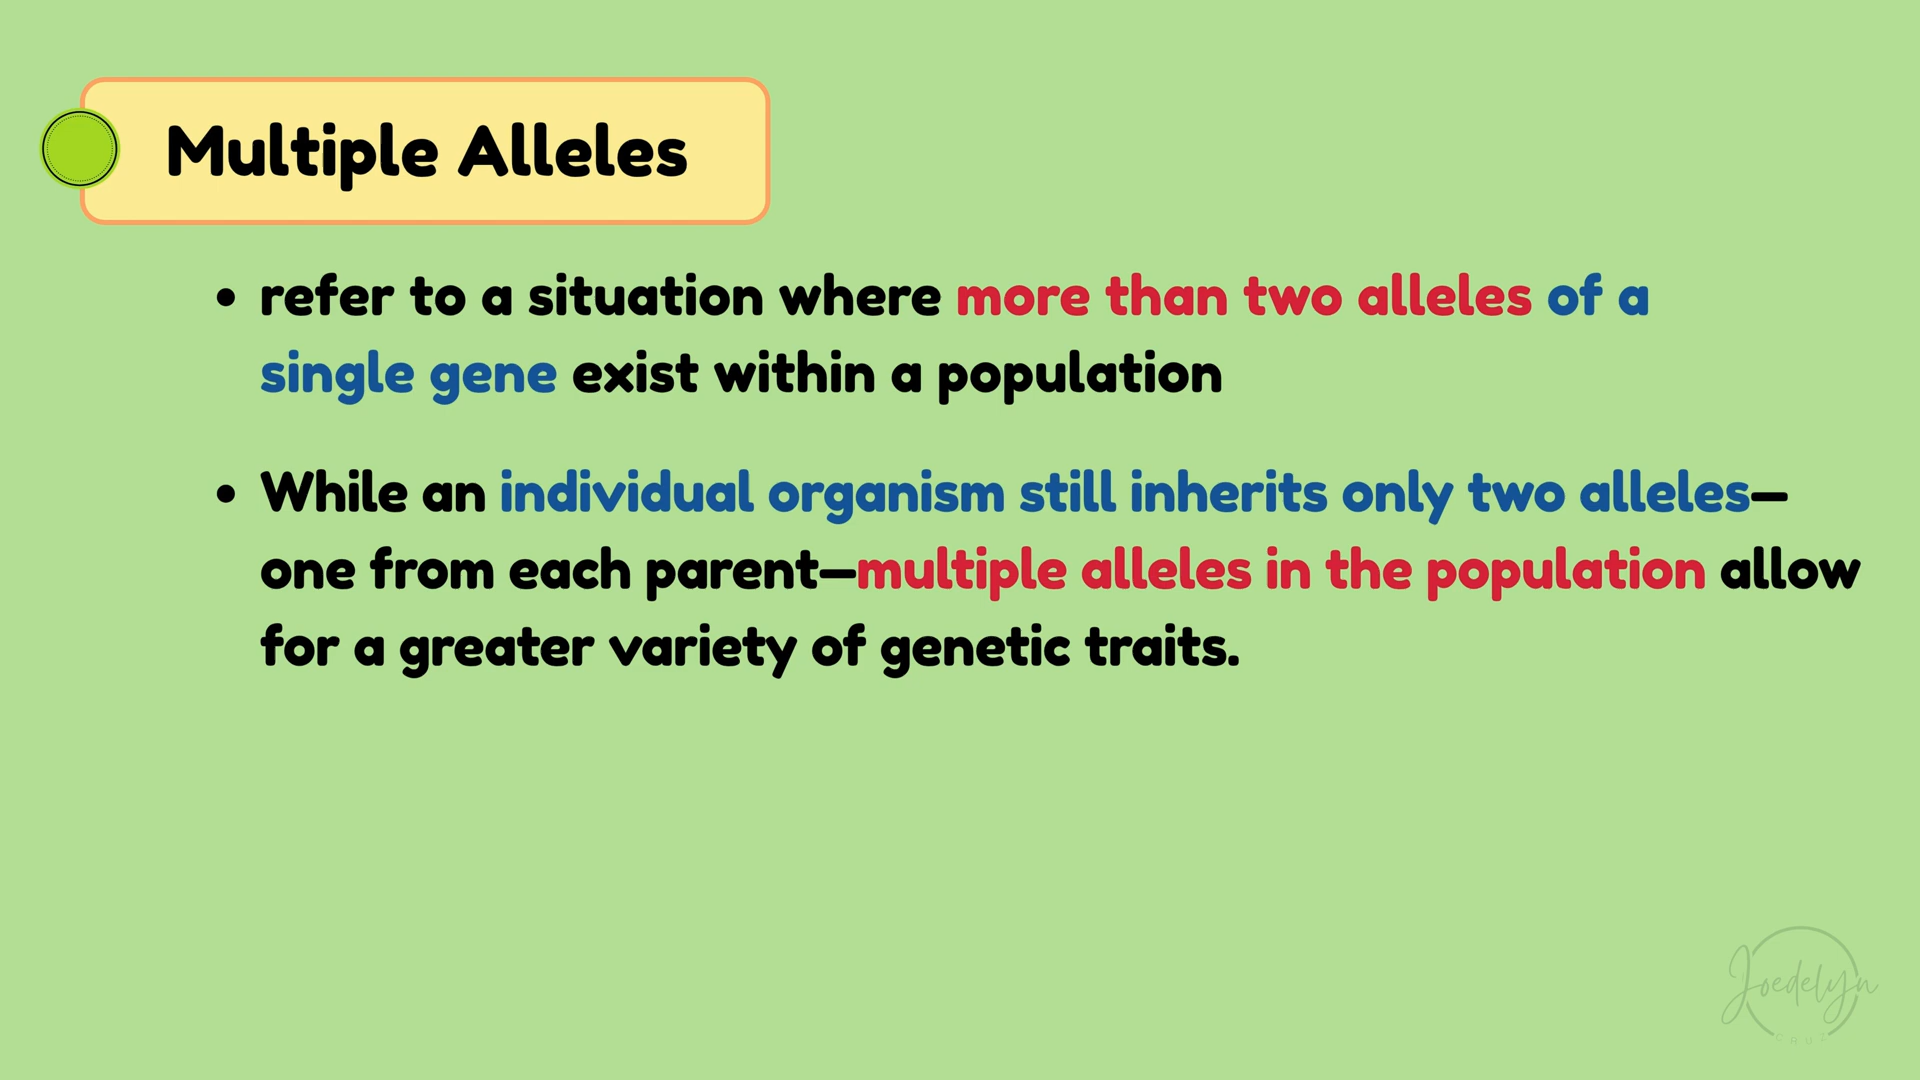 Multiple Alleles
• refer to a situation where more than two alleles of a
single gene exist within a population
• While an individual organism still inherits only two alleles—
one from each parent—multiple alleles in the population allow
for a greater variety of genetic traits.
Joedelyn
CRUZ